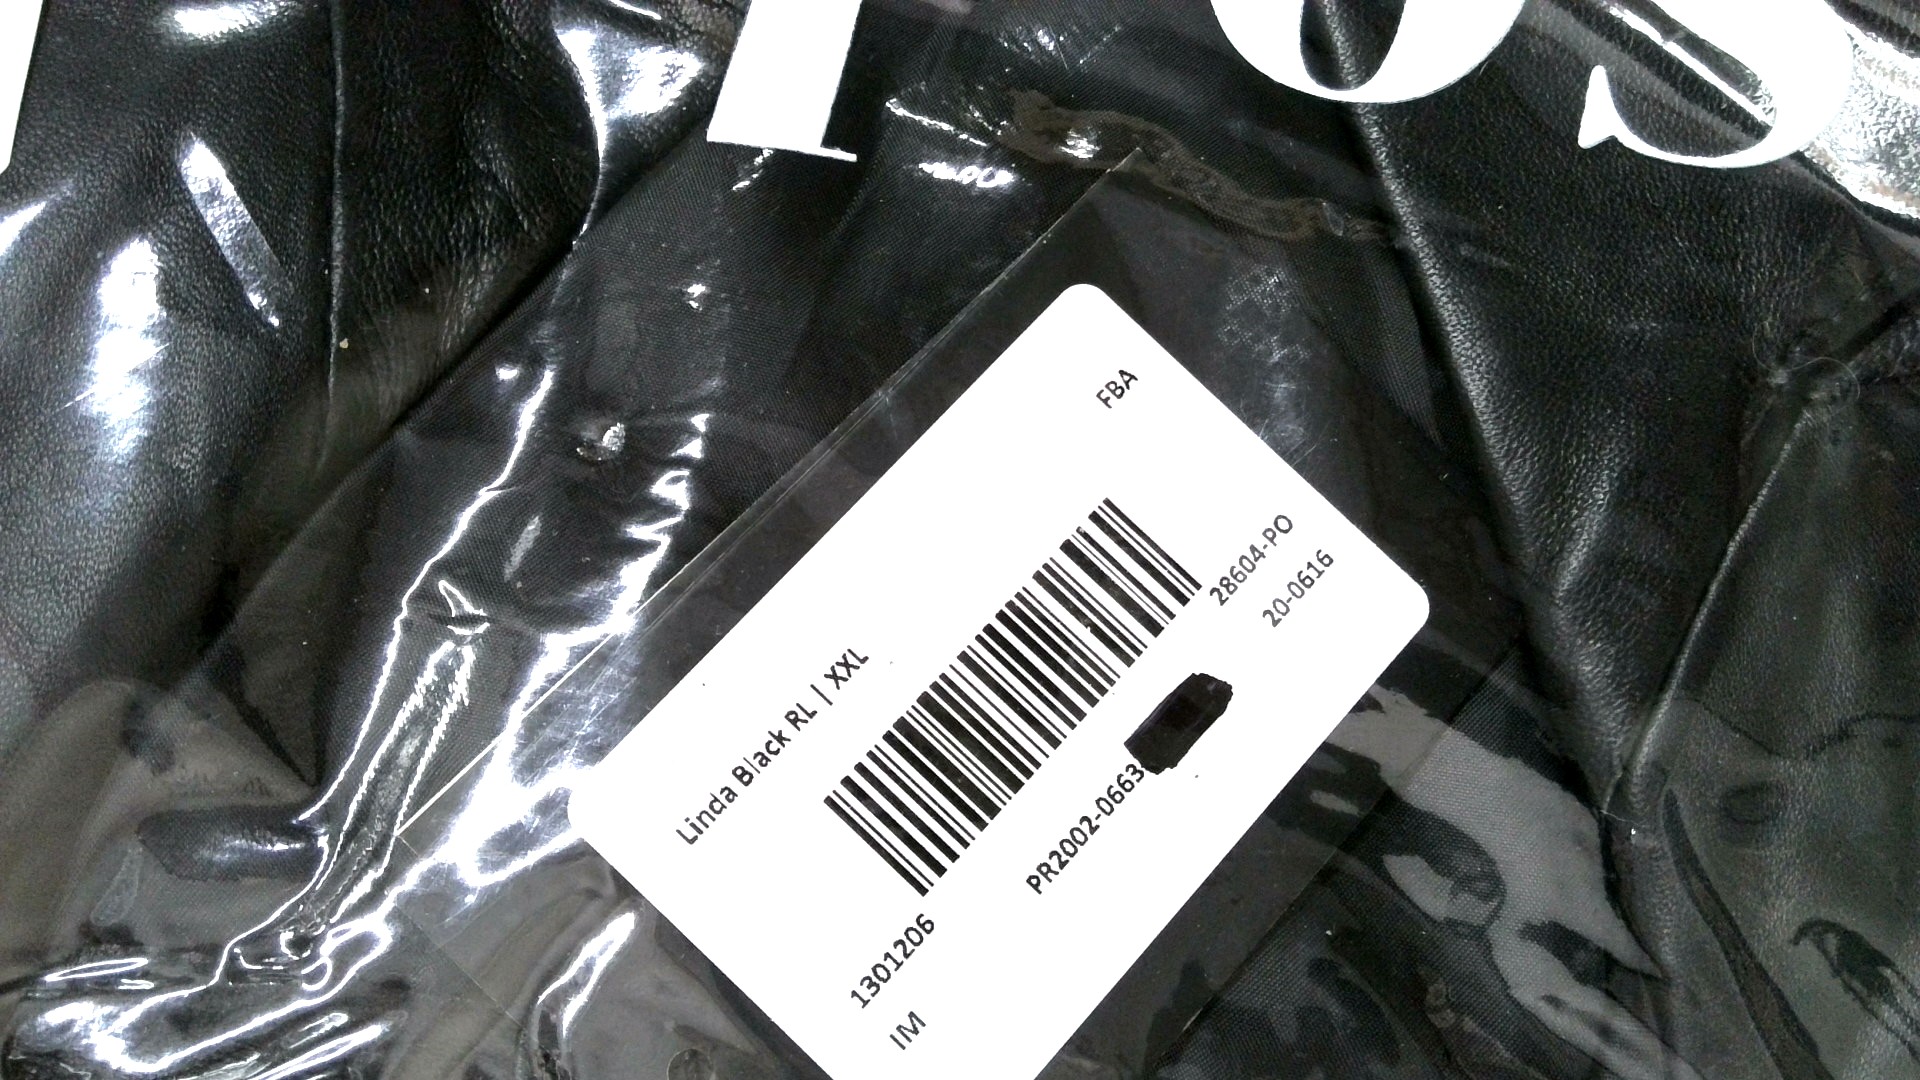 FBA
Linda Black RL | XXL
1301206 28604-PO
PR2002-0663
IM 20-0616